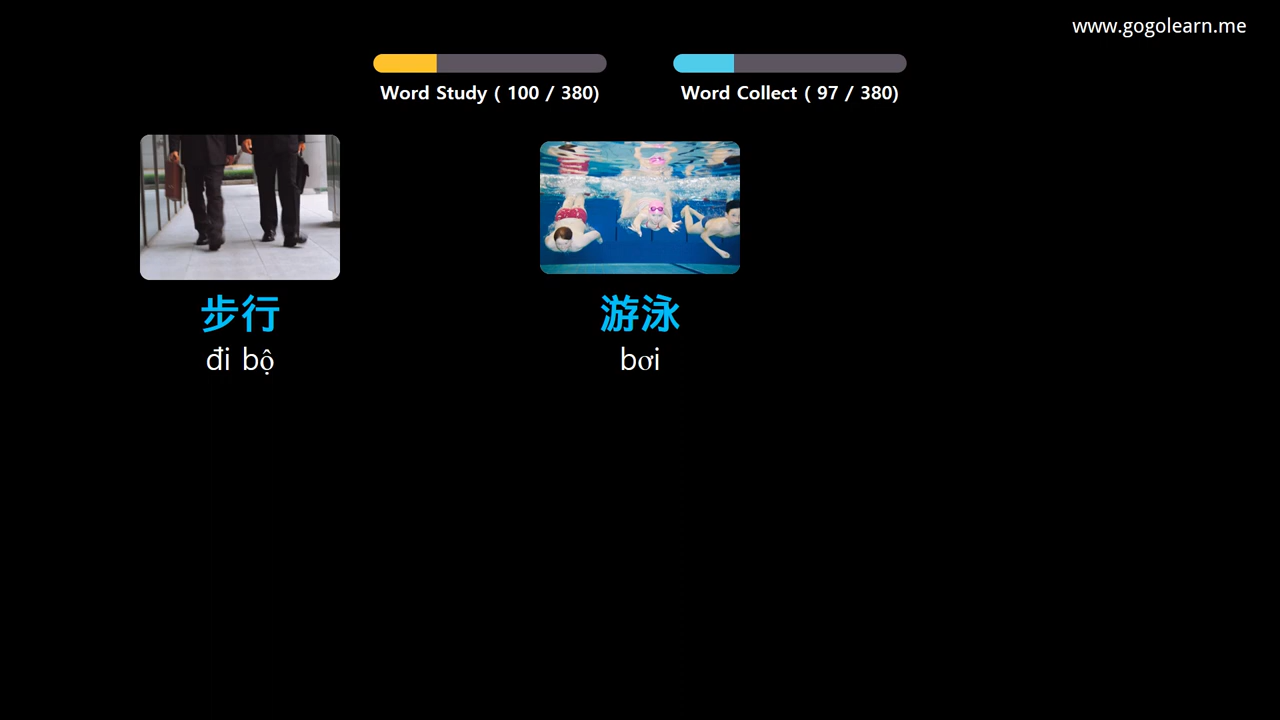 www.gogolearn.me
Word Study ( 100 / 380)
Word Collect ( 97 / 380)
步行
游泳
đi bộ
bơi